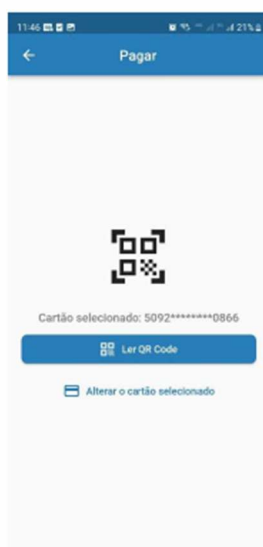 11:46
21%
Pagar
Cartão selecionado: 5092********0866
Ler QR Code
Alterar o cartão selecionado